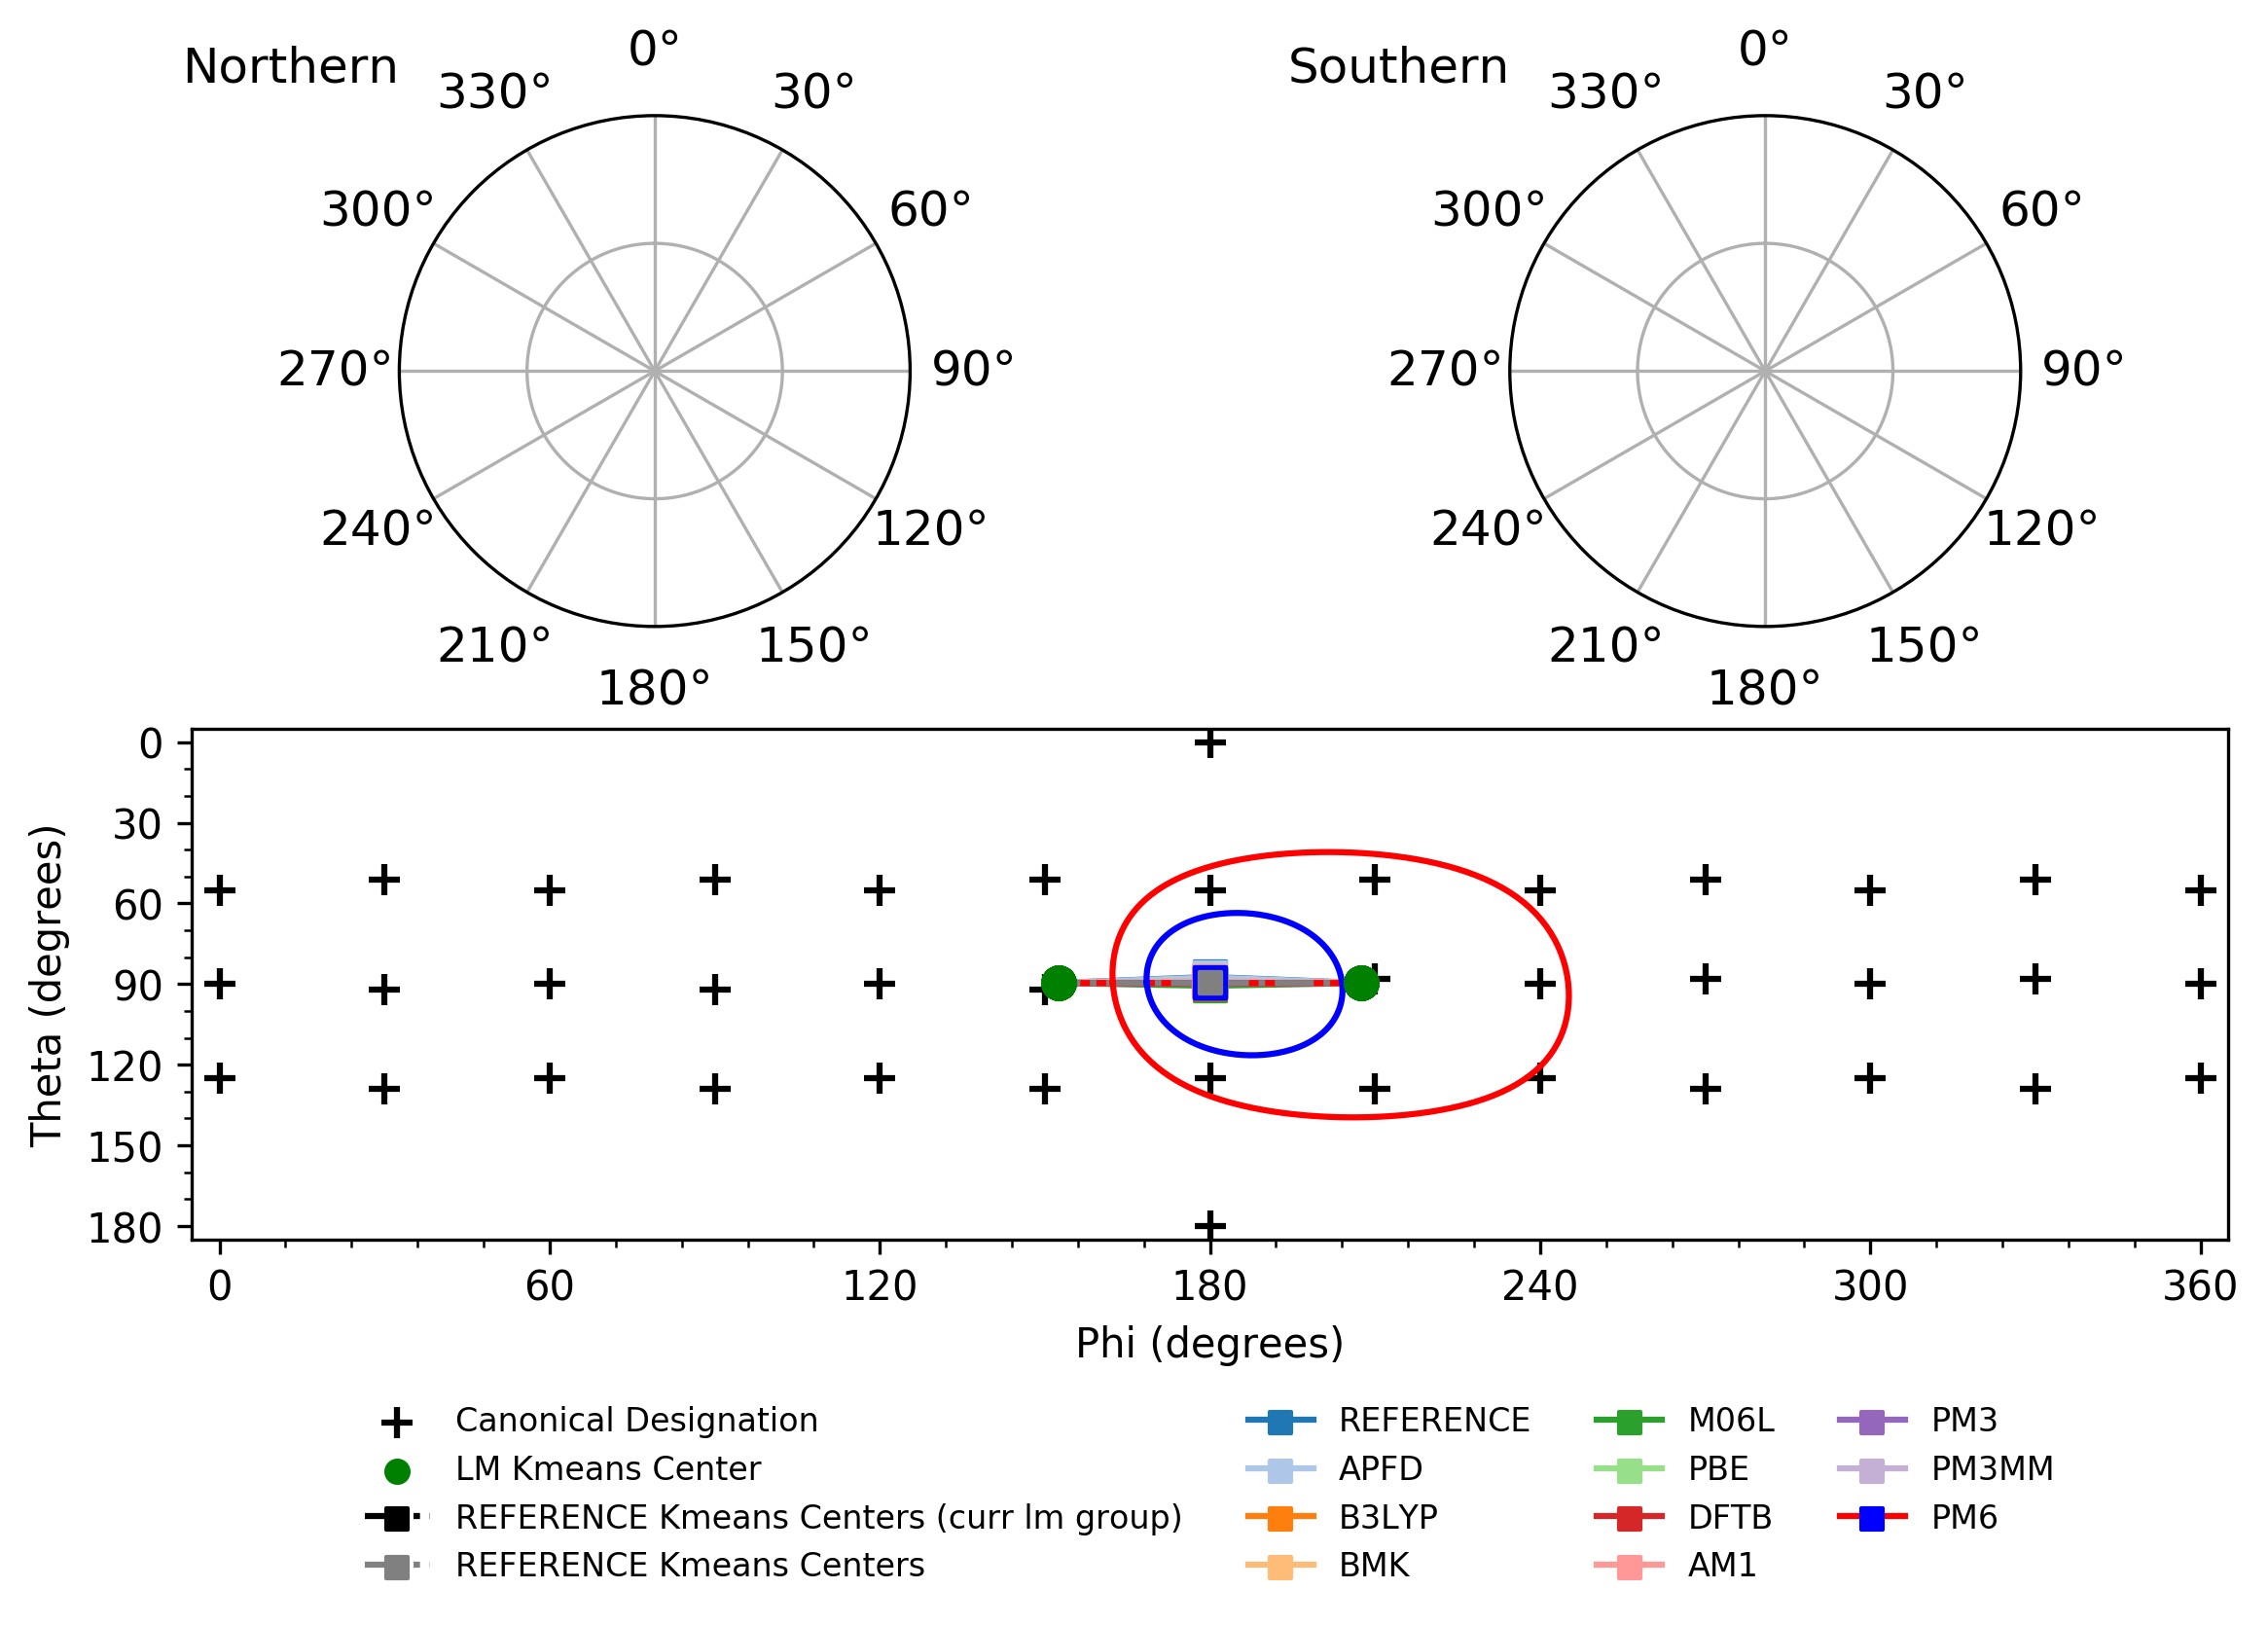 Northern
0°
330°
30°
300°
60°
270°
90°
240°
120°
210°
150°
180°
Southern
0°
330°
30°
300°
60°
270°
90°
240°
120°
210°
150°
180°
Theta (degrees)
0
30
60
90
120
150
180
0 60 120 180 240 300 360
Phi (degrees)
Canonical Designation
LM Kmeans Center
REFERENCE Kmeans Centers (curr lm group)
REFERENCE Kmeans Centers
REFERENCE
APFD
B3LYP
BMK
M06L
PBE
DFTB
AM1
PM3
PM3MM
PM6